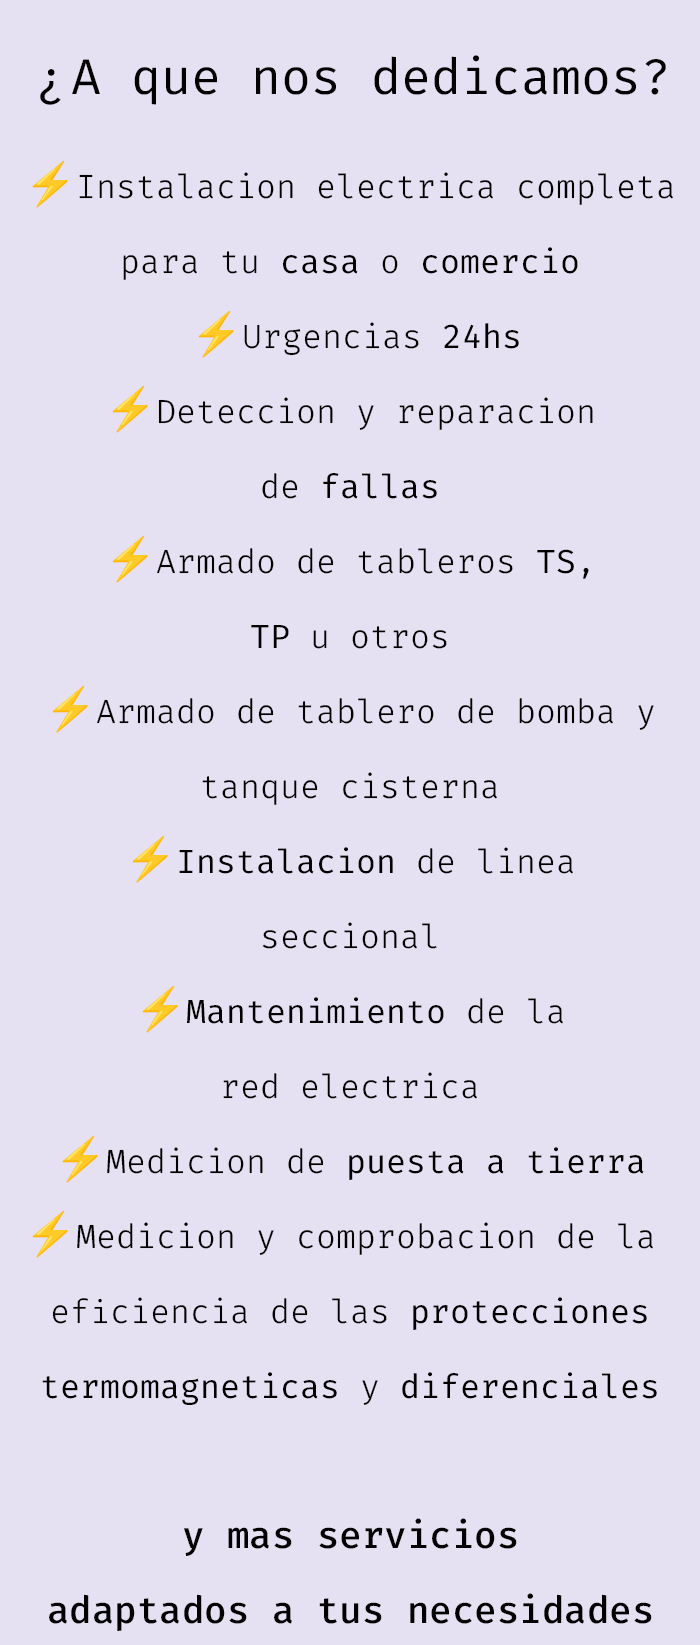 ¿A que nos dedicamos?
⚡Instalacion electrica completa
para tu casa o comercio
⚡Urgencias 24hs
⚡Deteccion y reparacion
de fallas
⚡Armado de tableros TS,
TP u otros
⚡Armado de tablero de bomba y
tanque cisterna
⚡Instalacion de linea
seccional
⚡Mantenimiento de la
red electrica
⚡Medicion de puesta a tierra
⚡Medicion y comprobacion de la
eficiencia de las protecciones
termomagneticas y diferenciales
y mas servicios
adaptados a tus necesidades